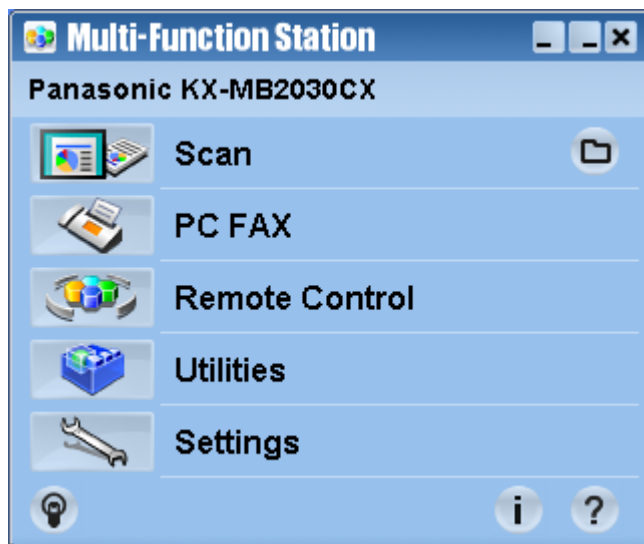 Multi-Function Station
Panasonic KX-MB2030CX
Scan
PC FAX
Remote Control
Utilities
Settings
i ?